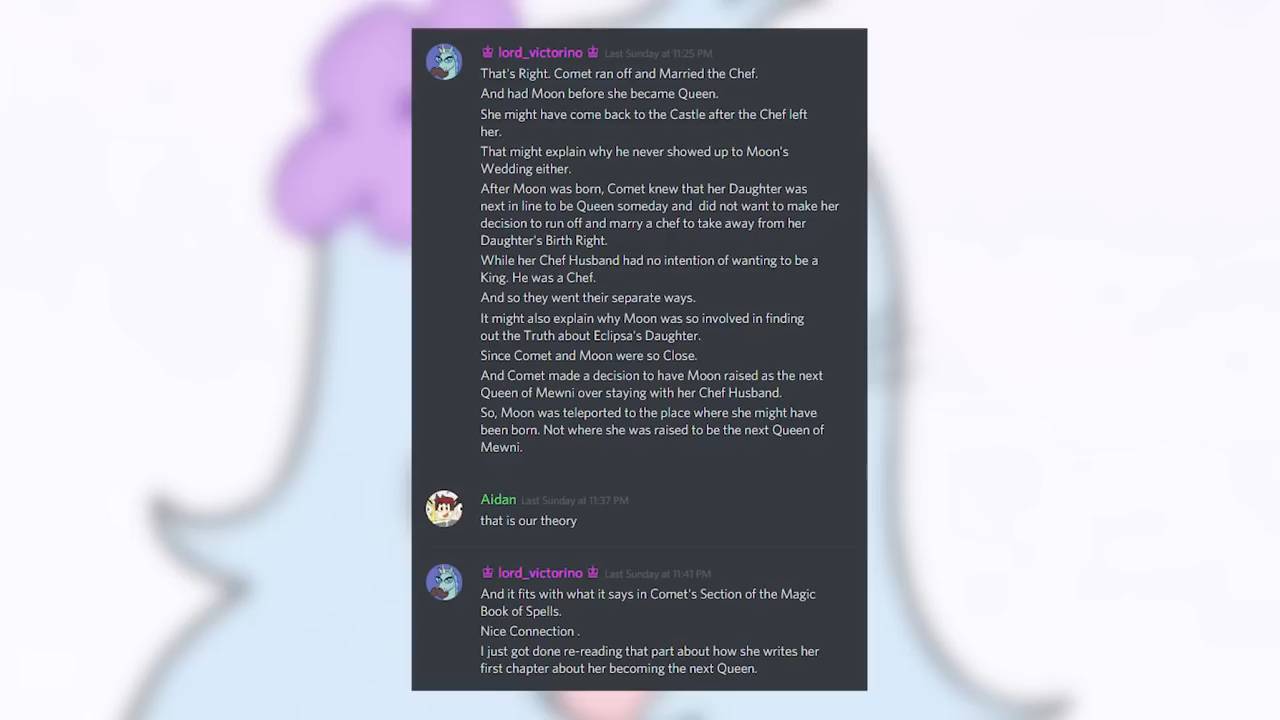 lord_victorino Last Sunday at 11:25 PM
That's Right. Comet ran off and Married the Chef.
And had Moon before she became Queen.
She might have come back to the Castle after the Chef left
her.
That might explain why he never showed up to Moon's
Wedding either.
After Moon was born, Comet knew that her Daughter was
next in line to be Queen someday and did not want to make her
decision to run off and marry a chef to take away from her
Daughter's Birth Right.
While her Chef Husband had no intention of wanting to be a
King. He was a Chef.
And so they went their separate ways.
It might also explain why Moon was so involved in finding
out the Truth about Eclipsa's Daughter.
Since Comet and Moon were so Close.
And Comet made a decision to have Moon raised as the next
Queen of Mewni over staying with her Chef Husband.
So, Moon was teleported to the place where she might have
been born. Not where she was raised to be the next Queen of
Mewni.
Aidan Last Sunday at 11:37 PM
that is our theory
lord_victorino Last Sunday at 11:41 PM
And it fits with what it says in Comet's Section of the Magic
Book of Spells.
Nice Connection .
I just got done re-reading that part about how she writes her
first chapter about her becoming the next Queen.